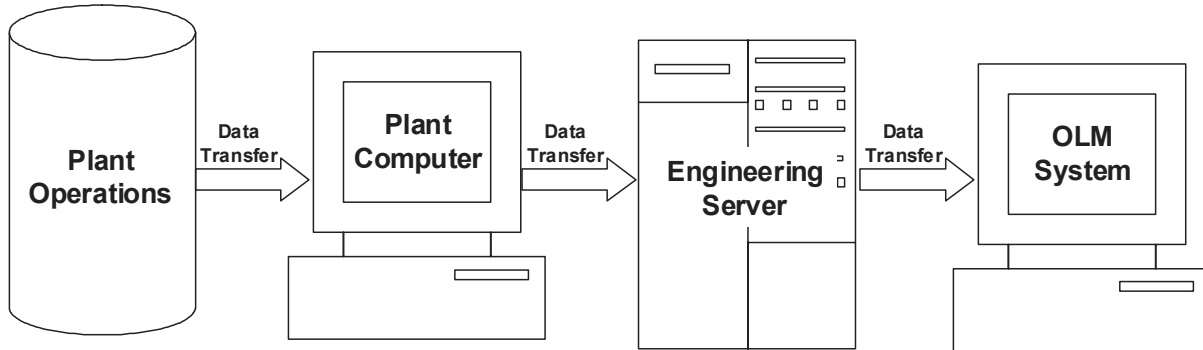 Plant
Operations
Data
Transfer
Plant
Computer
Data
Transfer
Engineering
Server
Data
Transfer
OLM
System